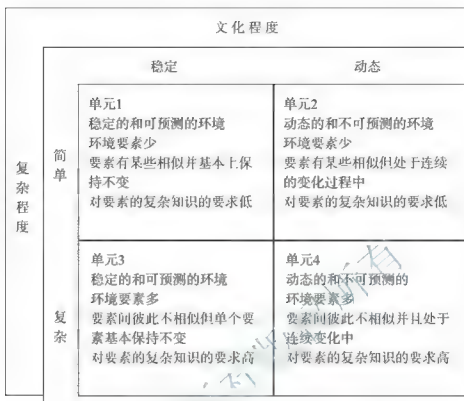 文化程度
稳定
动态
复杂程度
简单
单元1
稳定的和可预测的环境
环境要素少
要素有某些相似并基本上保
持不变
对要素的复杂知识的要求低
单元2
动态的和不可预测的环境
环境要素少
要素有某些相似但处于连续
的变化过程中
对要素的复杂知识的要求低
复杂
单元3
稳定的和可预测的环境
环境要素多
要素间彼此不相似但单个要
素基本保持不变
对要素的复杂知识的要求高
单元4
动态的和不可预测的
环境要素多
要素间彼此不相似并且处于
连续变化中
对要素的复杂知识的要求高
所有